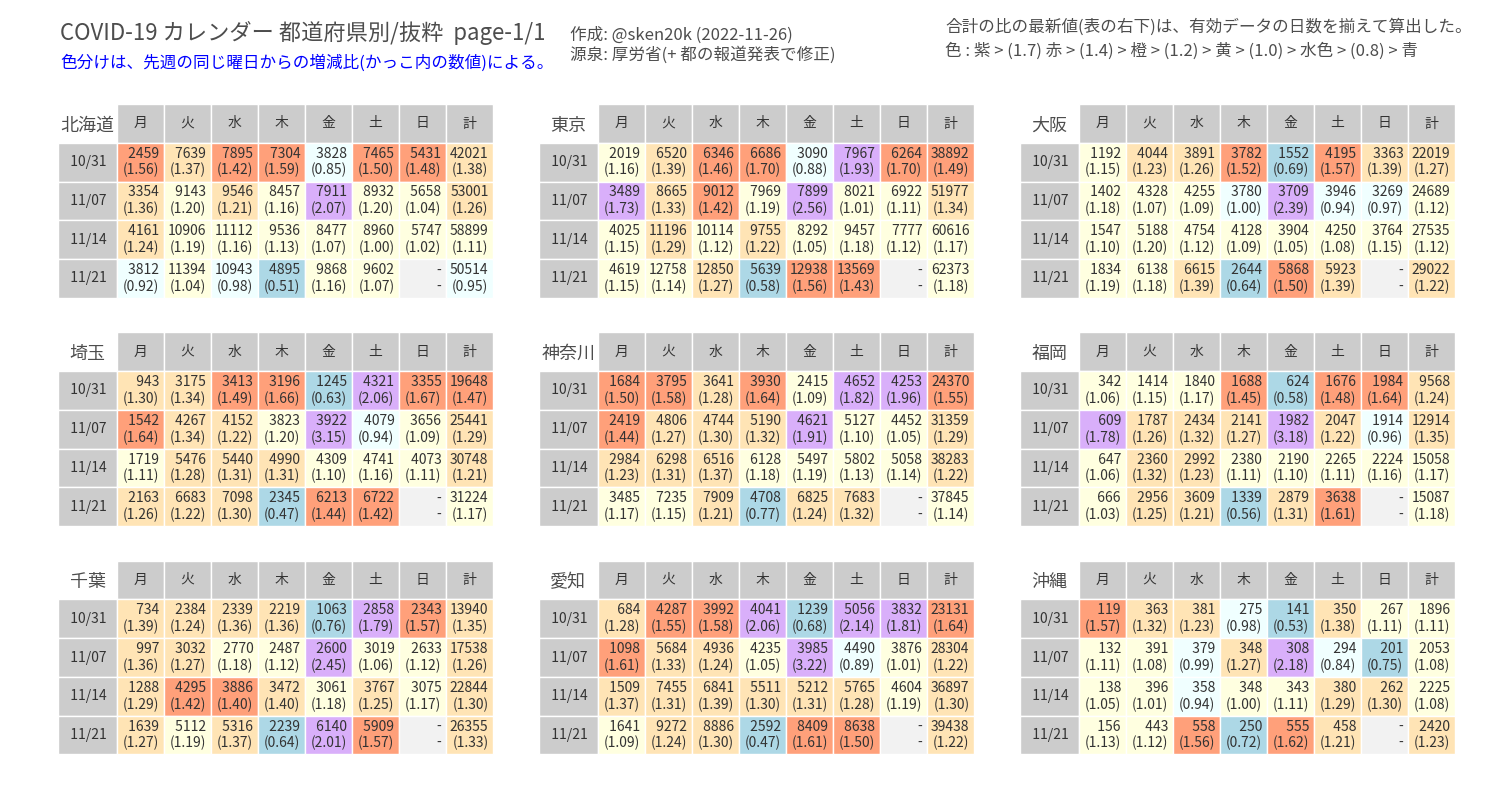 COVID-19 カレンダー 都道府県別/抜粋 page-1/1
色分けは、先週の同じ曜日からの増減比(かっこ内の数値)による。
作成: @sken20k (2022-11-26)
源泉: 厚労省(+ 都の報道発表で修正)
合計の比の最新値(表の右下)は、有効データの日数を揃えて算出した。
色 : 紫 > (1.7) 赤 > (1.4) > 橙 > (1.2) > 黄 > (1.0) > 水色 > (0.8) > 青
北海道 月 火 水 木 金 土 日 計
10/31 2459 7639 7895 7304 3828 7465 5431 42021
(1.56) (1.37) (1.42) (1.59) (0.85) (1.50) (1.48) (1.38)
11/07 3354 9143 9546 8457 7911 8932 5658 53001
(1.36) (1.20) (1.21) (1.16) (2.07) (1.20) (1.04) (1.26)
11/14 4161 10906 11112 9536 8477 8960 5747 58899
(1.24) (1.19) (1.16) (1.13) (1.07) (1.00) (1.02) (1.11)
11/21 3812 11394 10943 4895 9868 9602 - 50514
(0.92) (1.04) (0.98) (0.51) (1.16) (1.07) - (0.95)
東京 月 火 水 木 金 土 日 計
10/31 2019 6520 6346 6686 3090 7967 6264 38892
(1.16) (1.39) (1.46) (1.70) (0.88) (1.93) (1.70) (1.49)
11/07 3489 8665 9012 7969 7899 8021 6922 51977
(1.73) (1.33) (1.42) (1.19) (2.56) (1.01) (1.11) (1.34)
11/14 4025 11196 10114 9755 8292 9457 7777 60616
(1.15) (1.29) (1.12) (1.22) (1.05) (1.18) (1.12) (1.17)
11/21 4619 12758 12850 5639 12938 13569 - 62373
(1.15) (1.14) (1.27) (0.58) (1.56) (1.43) - (1.18)
大阪 月 火 水 木 金 土 日 計
10/31 1192 4044 3891 3782 1552 4195 3363 22019
(1.15) (1.23) (1.26) (1.52) (0.69) (1.57) (1.39) (1.27)
11/07 1402 4328 4255 3780 3709 3946 3269 24689
(1.18) (1.07) (1.09) (1.00) (2.39) (0.94) (0.97) (1.12)
11/14 1547 5188 4754 4128 3904 4250 3764 27535
(1.10) (1.20) (1.12) (1.09) (1.05) (1.08) (1.15) (1.12)
11/21 1834 6138 6615 2644 5868 5923 - 29022
(1.19) (1.18) (1.39) (0.64) (1.50) (1.39) - (1.22)
埼玉 月 火 水 木 金 土 日 計
10/31 943 3175 3413 3196 1245 4321 3355 19648
(1.30) (1.34) (1.49) (1.66) (0.63) (2.06) (1.67) (1.47)
11/07 1542 4267 4152 3823 3922 4079 3656 25441
(1.64) (1.34) (1.22) (1.20) (3.15) (0.94) (1.09) (1.29)
11/14 1719 5476 5440 4990 4309 4741 4073 30748
(1.11) (1.28) (1.31) (1.31) (1.10) (1.16) (1.11) (1.21)
11/21 2163 6683 7098 2345 6213 6722 - 31224
(1.26) (1.22) (1.30) (0.47) (1.44) (1.42) - (1.17)
神奈川 月 火 水 木 金 土 日 計
10/31 1684 3795 3641 3930 2415 4652 4253 24370
(1.50) (1.58) (1.28) (1.64) (1.09) (1.82) (1.96) (1.55)
11/07 2419 4806 4744 5190 4621 5127 4452 31359
(1.44) (1.27) (1.30) (1.32) (1.91) (1.10) (1.05) (1.29)
11/14 2984 6298 6516 6128 5497 5802 5058 38283
(1.23) (1.31) (1.37) (1.18) (1.19) (1.13) (1.14) (1.22)
11/21 3485 7235 7909 4708 6825 7683 - 37845
(1.17) (1.15) (1.21) (0.77) (1.24) (1.32) - (1.14)
福岡 月 火 水 木 金 土 日 計
10/31 342 1414 1840 1688 624 1676 1984 9568
(1.06) (1.15) (1.17) (1.45) (0.58) (1.48) (1.64) (1.24)
11/07 609 1787 2434 2141 1982 2047 1914 12914
(1.78) (1.26) (1.32) (1.27) (3.18) (1.22) (0.96) (1.35)
11/14 647 2360 2992 2380 2190 2265 2224 15058
(1.06) (1.32) (1.23) (1.11) (1.10) (1.11) (1.16) (1.17)
11/21 666 2956 3609 1339 2879 3638 - 15087
(1.03) (1.25) (1.21) (0.56) (1.31) (1.61) - (1.18)
千葉 月 火 水 木 金 土 日 計
10/31 734 2384 2339 2219 1063 2858 2343 13940
(1.39) (1.24) (1.36) (1.36) (0.76) (1.79) (1.57) (1.35)
11/07 997 3032 2770 2487 2600 3019 2633 17538
(1.36) (1.27) (1.18) (1.12) (2.45) (1.06) (1.12) (1.26)
11/14 1288 4295 3886 3472 3061 3767 3075 22844
(1.29) (1.42) (1.40) (1.40) (1.18) (1.25) (1.17) (1.30)
11/21 1639 5112 5316 2239 6140 5909 - 26355
(1.27) (1.19) (1.37) (0.64) (2.01) (1.57) - (1.33)
愛知 月 火 水 木 金 土 日 計
10/31 684 4287 3992 4041 1239 5056 3832 23131
(1.28) (1.55) (1.58) (2.06) (0.68) (2.14) (1.81) (1.64)
11/07 1098 5684 4936 4235 3985 4490 3876 28304
(1.61) (1.33) (1.24) (1.05) (3.22) (0.89) (1.01) (1.22)
11/14 1509 7455 6841 5511 5212 5765 4604 36897
(1.37) (1.31) (1.39) (1.30) (1.31) (1.28) (1.19) (1.30)
11/21 1641 9272 8886 2592 8409 8638 - 39438
(1.09) (1.24) (1.30) (0.47) (1.61) (1.50) - (1.22)
沖縄 月 火 水 木 金 土 日 計
10/31 119 363 381 275 141 350 267 1896
(1.57) (1.32) (1.23) (0.98) (0.53) (1.38) (1.11) (1.11)
11/07 132 391 379 348 308 294 201 2053
(1.11) (1.08) (0.99) (1.27) (2.18) (0.84) (0.75) (1.08)
11/14 138 396 358 348 343 380 262 2225
(1.05) (1.01) (0.94) (1.00) (1.11) (1.29) (1.30) (1.08)
11/21 156 443 558 250 555 458 - 2420
(1.13) (1.12) (1.56) (0.72) (1.62) (1.21) - (1.23)